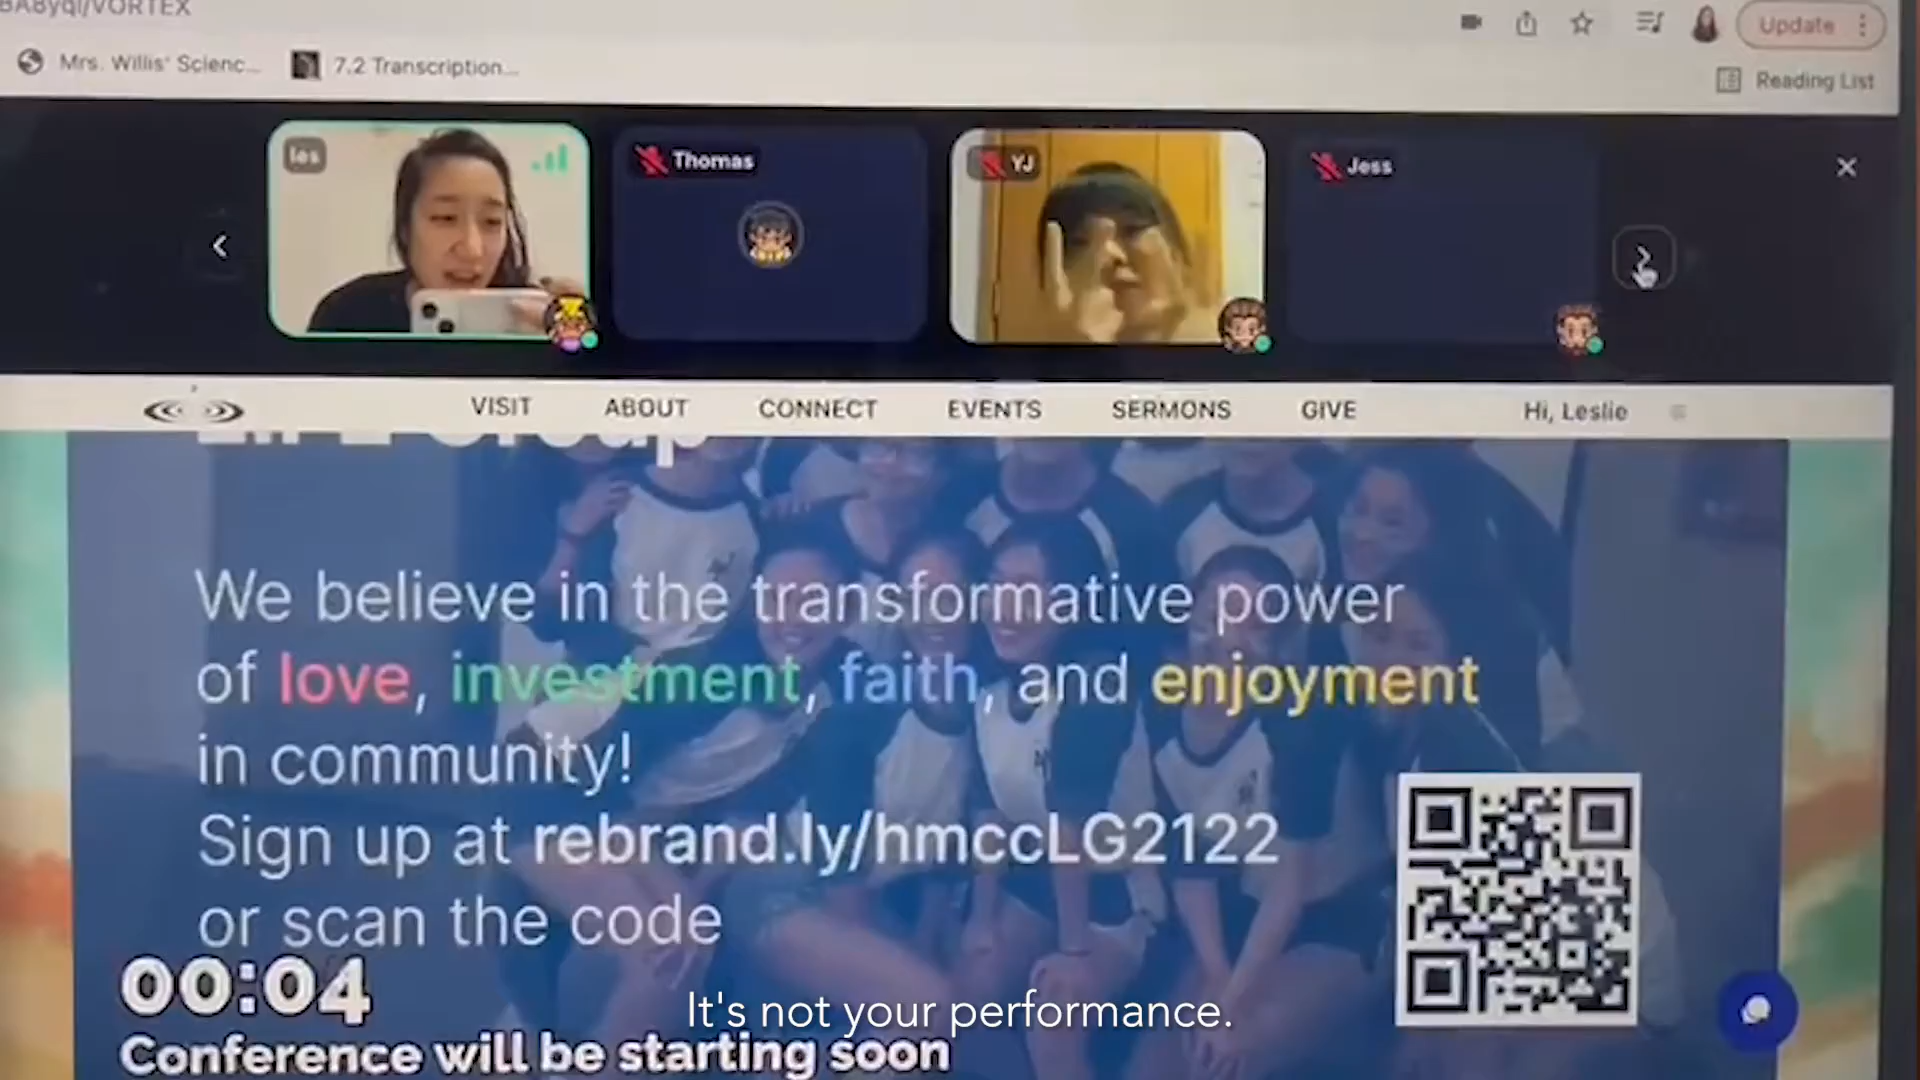 Mrs. Willis' Scienc...
7.2 Transcription...
Update
Reading List
les
Thomas
YJ
Jess
VISIT
ABOUT
CONNECT
EVENTS
SERMONS
GIVE
Hi, Leslie
We believe in the transformative power
of love, investment, faith, and enjoyment
in community!
Sign up at rebrand.ly/hmccLG2122
or scan the code
00:04
It's not your performance.
Conference will be starting soon